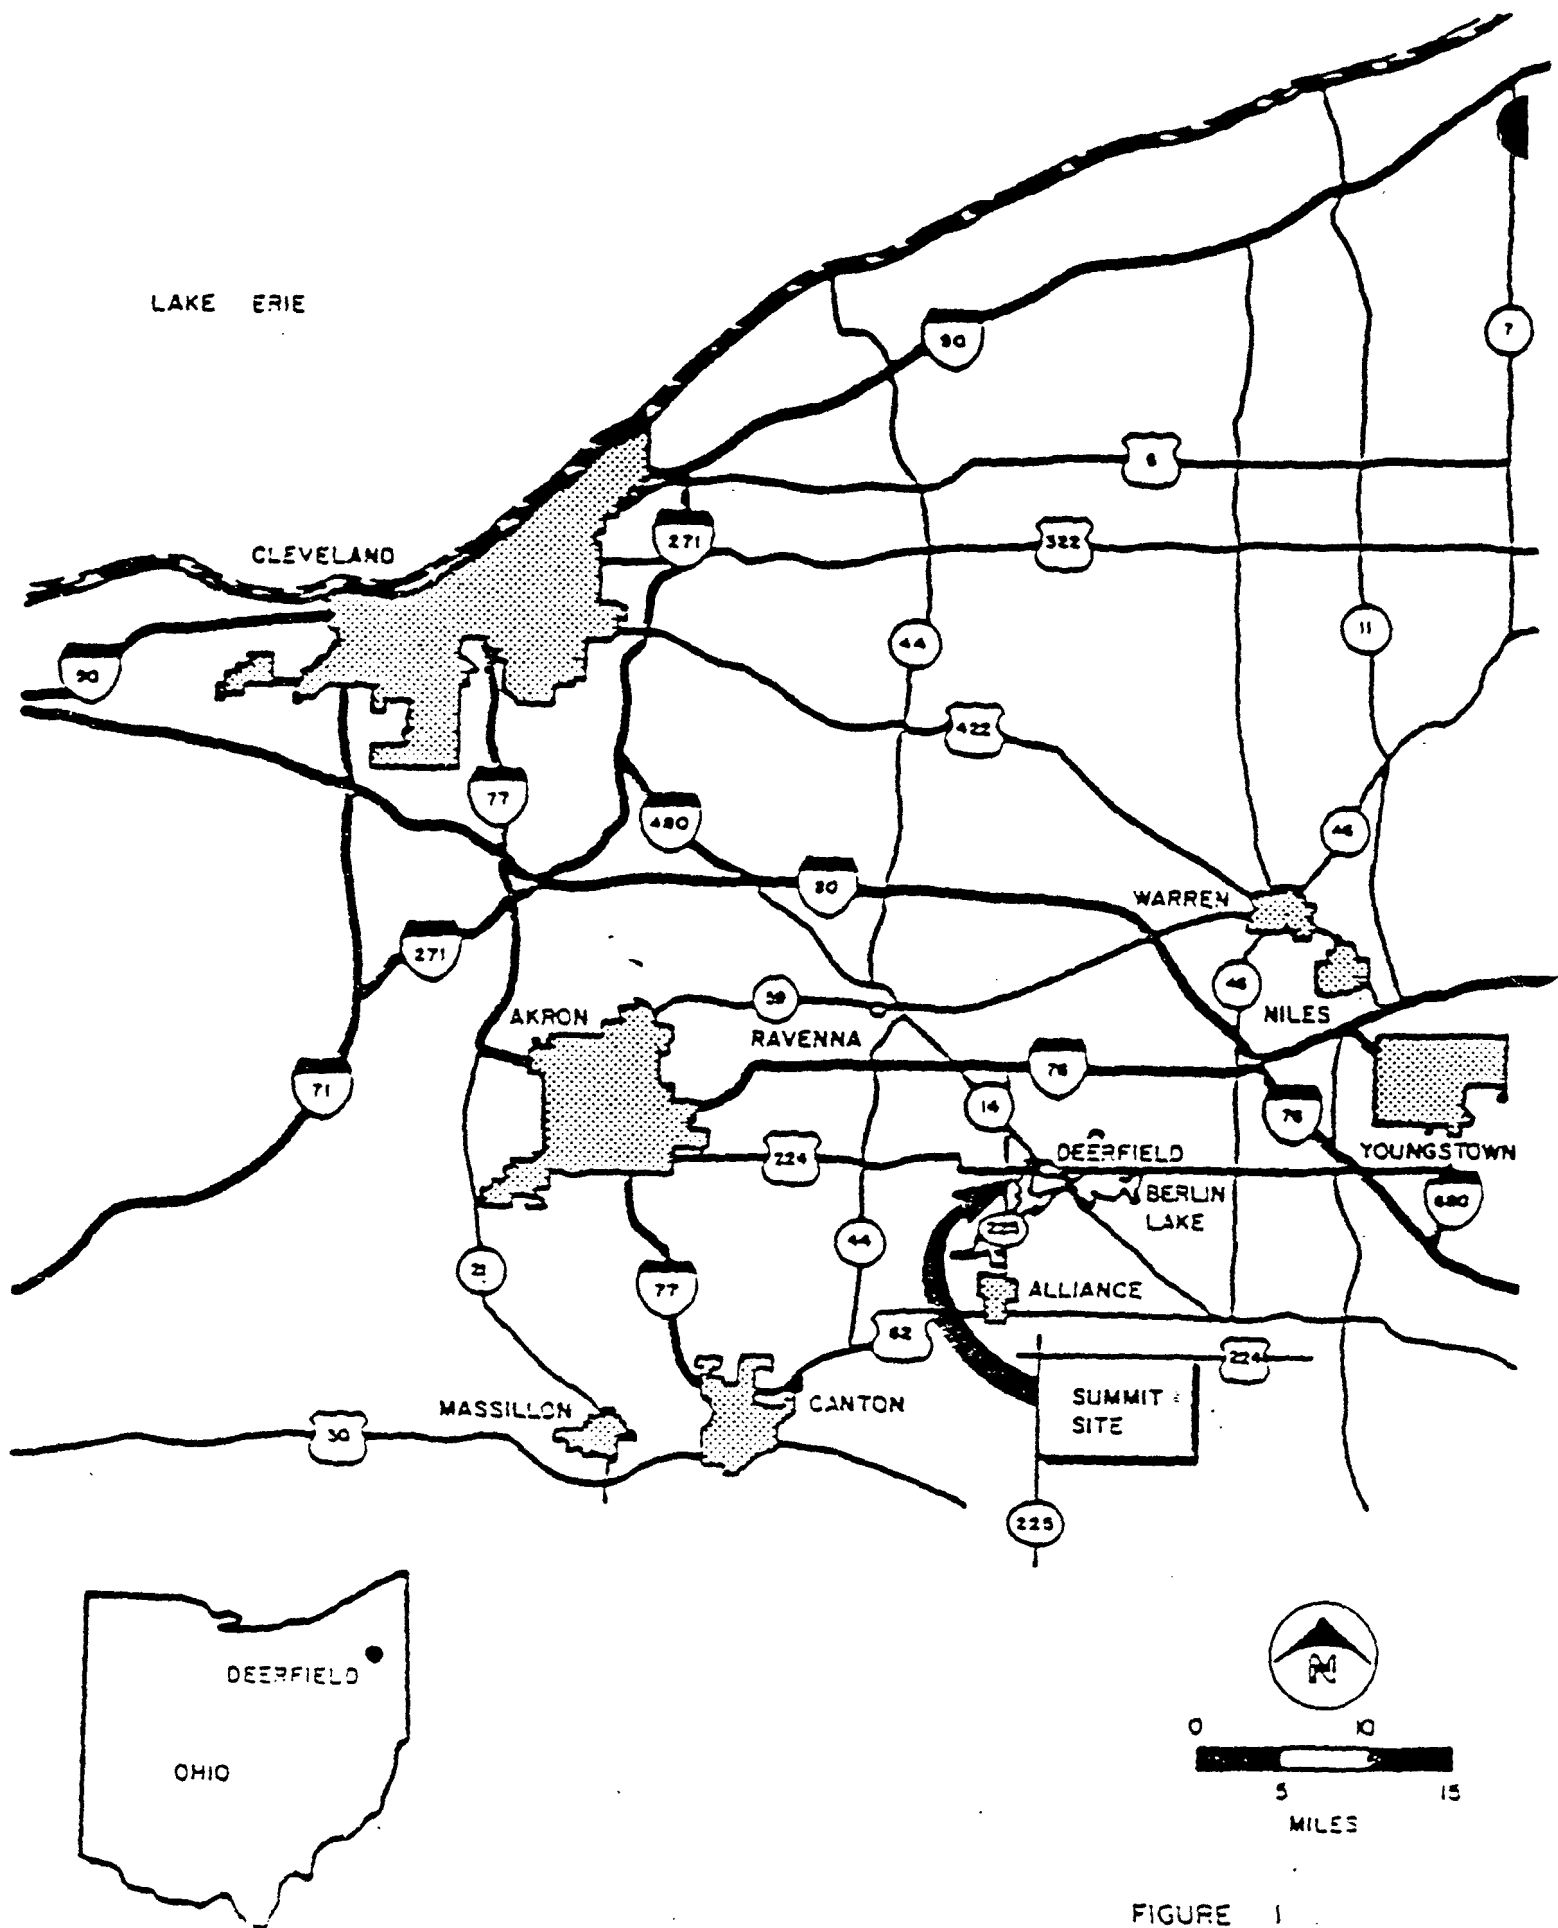 LAKE ERIE
7
90
6
322
271
CLEVELAND
11
44
90
422
77
480
46
80
WARREN
271
46
59
NILES
AKRON
RAVENNA
76
71
14
76
224
DEERFIELD
YOUNGSTOWN
BERLIN
LAKE
680
225
44
21
77
ALLIANCE
62
224
MASSILLON
CANTON
SUMMIT
SITE
30
225
DEERFIELD
OHIO
N
0 10
5 15
MILES
FIGURE 1